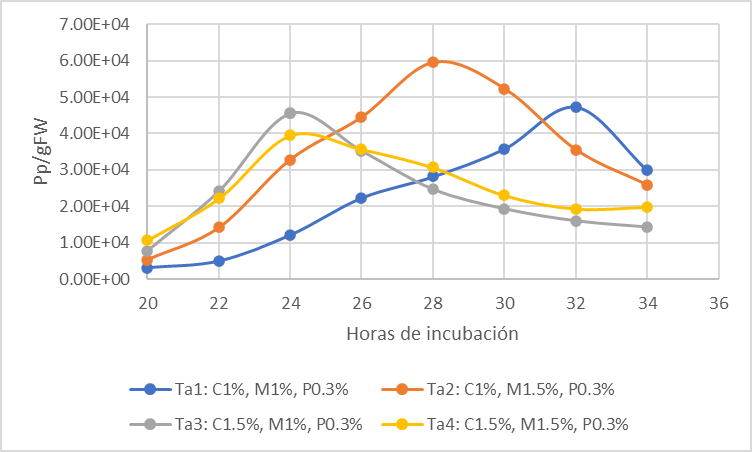 7.00E+04
6.00E+04
5.00E+04
4.00E+04
3.00E+04
2.00E+04
1.00E+04
0.00E+00
Pp/gFW
20 22 24 26 28 30 32 34 36
Horas de incubación
Ta1: C1%, M1%, P0.3% Ta2: C1%, M1.5%, P0.3%
Ta3: C1.5%, M1%, P0.3% Ta4: C1.5%, M1.5%, P0.3%